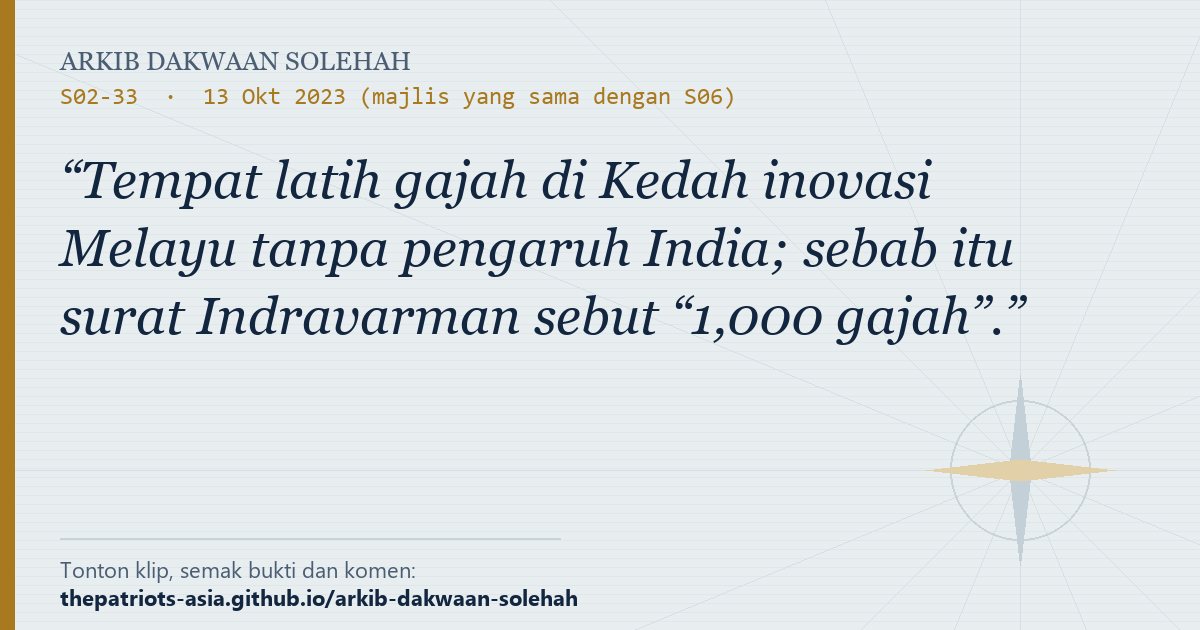 ARKIB DAKWAAN SOLEHAH
S02-33 · 13 Okt 2023 (majlis yang sama dengan S06)
“Tempat latih gajah di Kedah inovasi
Melayu tanpa pengaruh India; sebab itu
surat Indravarman sebut “1,000 gajah”.”
Tonton klip, semak bukti dan komen:
thepatriots-asia.github.io/arkib-dakwaan-solehah